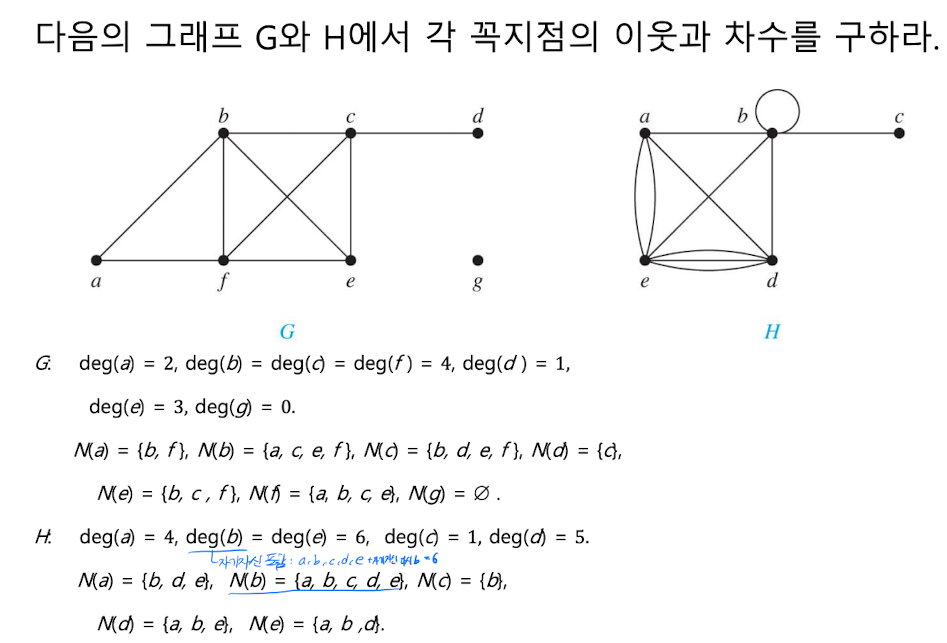 다음의 그래프 G와 H에서 각 꼭지점의 이웃과 차수를 구하라.
b c d
a f e g
G
a b c
e d
H
G: deg(a) = 2, deg(b) = deg(c) = deg(f) = 4, deg(d) = 1,
deg(e) = 3, deg(g) = 0.
N(a) = {b, f}, N(b) = {a, c, e, f}, N(c) = {b, d, e, f}, N(d) = {c},
N(e) = {b, c, f}, N(f) = {a, b, c, e}, N(g) = ∅.
H: deg(a) = 4, deg(b) = deg(e) = 6, deg(c) = 1, deg(d) = 5.
자기자신 포함: a, b, c, d, e + b = 6
N(a) = {b, d, e}, N(b) = {a, b, c, d, e}, N(c) = {b},
N(d) = {a, b, e}, N(e) = {a, b, d}.